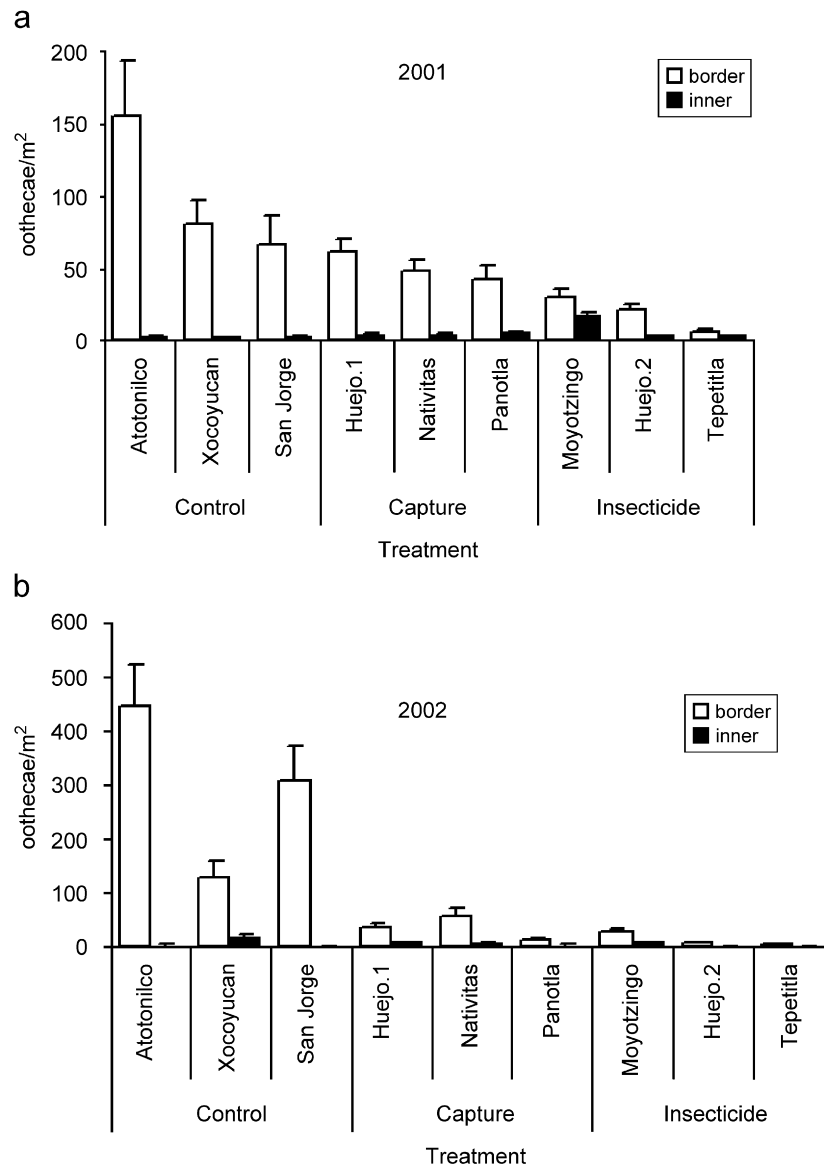 a
2001
border
inner
200
150
100
50
0
oothecae/m²
Atotonilco
Xocoyucan
San Jorge
Huejo.1
Nativitas
Panotla
Moyotzingo
Huejo.2
Tepetitla
Control
Capture
Insecticide
Treatment
b
2002
border
inner
600
500
400
300
200
100
0
oothecae/m²
Atotonilco
Xocoyucan
San Jorge
Huejo.1
Nativitas
Panotla
Moyotzingo
Huejo.2
Tepetitla
Control
Capture
Insecticide
Treatment